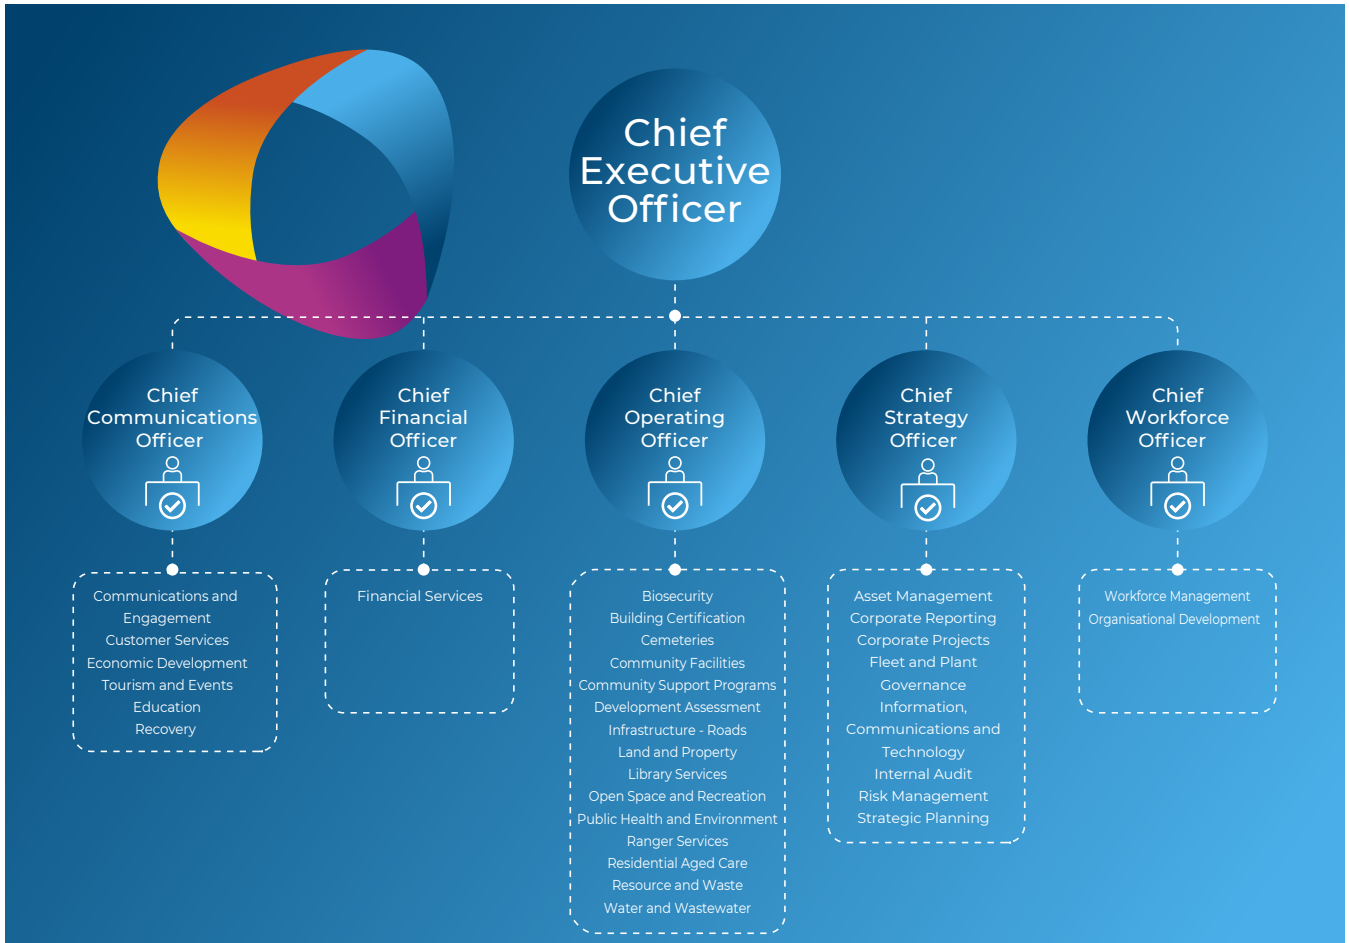 Chief
Executive
Officer
Chief
Communications
Officer
Chief
Financial
Officer
Chief
Operating
Officer
Chief
Strategy
Officer
Chief
Workforce
Officer
Communications and
Engagement
Customer Services
Economic Development
Tourism and Events
Education
Recovery
Financial Services
Biosecurity
Building Certification
Cemeteries
Community Facilities
Community Support Programs
Development Assessment
Infrastructure - Roads
Land and Property
Library Services
Open Space and Recreation
Public Health and Environment
Ranger Services
Residential Aged Care
Resource and Waste
Water and Wastewater
Asset Management
Corporate Reporting
Corporate Projects
Fleet and Plant
Governance
Information,
Communications and
Technology
Internal Audit
Risk Management
Strategic Planning
Workforce Management
Organisational Development